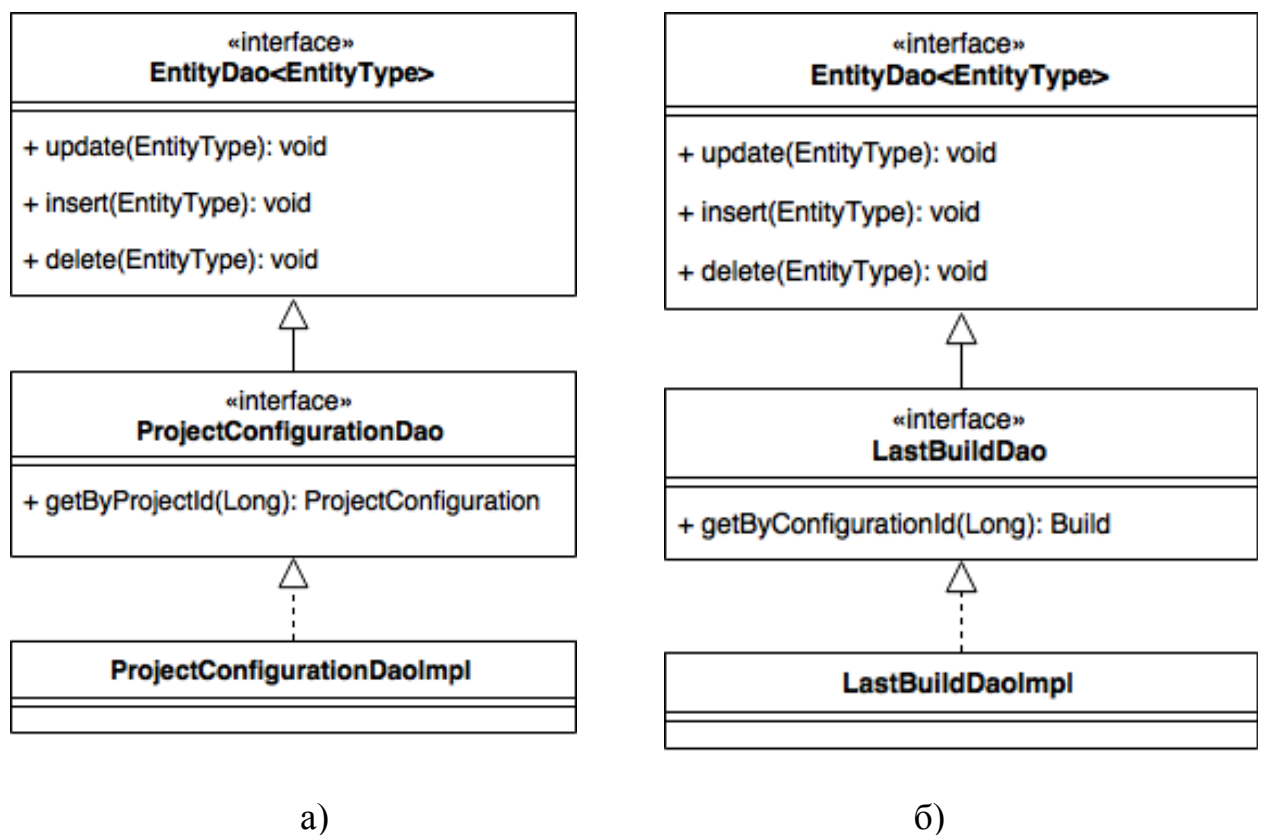 «interface»
EntityDao<EntityType>
+ update(EntityType): void
+ insert(EntityType): void
+ delete(EntityType): void
«interface»
ProjectConfigurationDao
+ getByProjectId(Long): ProjectConfiguration
ProjectConfigurationDaoImpl
а)
«interface»
EntityDao<EntityType>
+ update(EntityType): void
+ insert(EntityType): void
+ delete(EntityType): void
«interface»
LastBuildDao
+ getByConfigurationId(Long): Build
LastBuildDaoImpl
б)